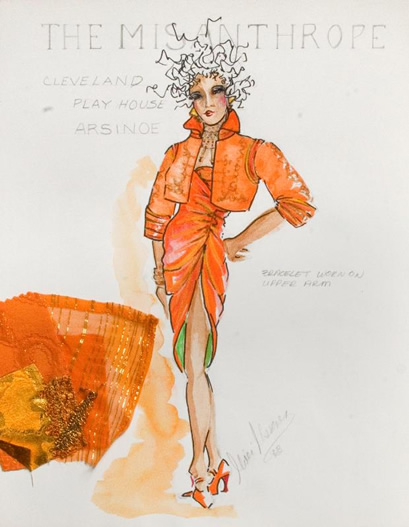 THE MISANTHROPE
CLEVELAND
PLAY HOUSE
ARSINOE
BRACELET WORN ON
UPPER ARM